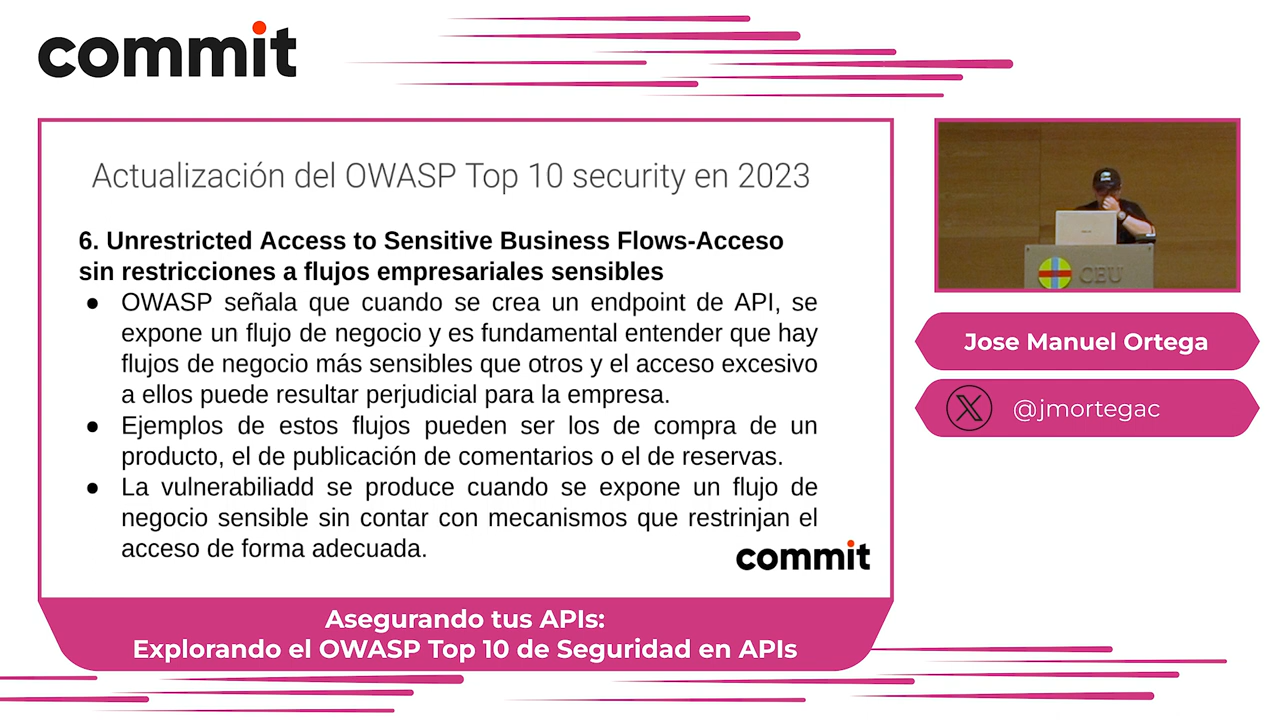 commit
Actualización del OWASP Top 10 security en 2023
6. Unrestricted Access to Sensitive Business Flows-Acceso
sin restricciones a flujos empresariales sensibles
● OWASP señala que cuando se crea un endpoint de API, se
expone un flujo de negocio y es fundamental entender que hay
flujos de negocio más sensibles que otros y el acceso excesivo
a ellos puede resultar perjudicial para la empresa.
● Ejemplos de estos flujos pueden ser los de compra de un
producto, el de publicación de comentarios o el de reservas.
● La vulnerabiliadd se produce cuando se expone un flujo de
negocio sensible sin contar con mecanismos que restrinjan el
acceso de forma adecuada.
commit
Asegurando tus APIs:
Explorando el OWASP Top 10 de Seguridad en APIs
CEU
Jose Manuel Ortega
@jmortegac